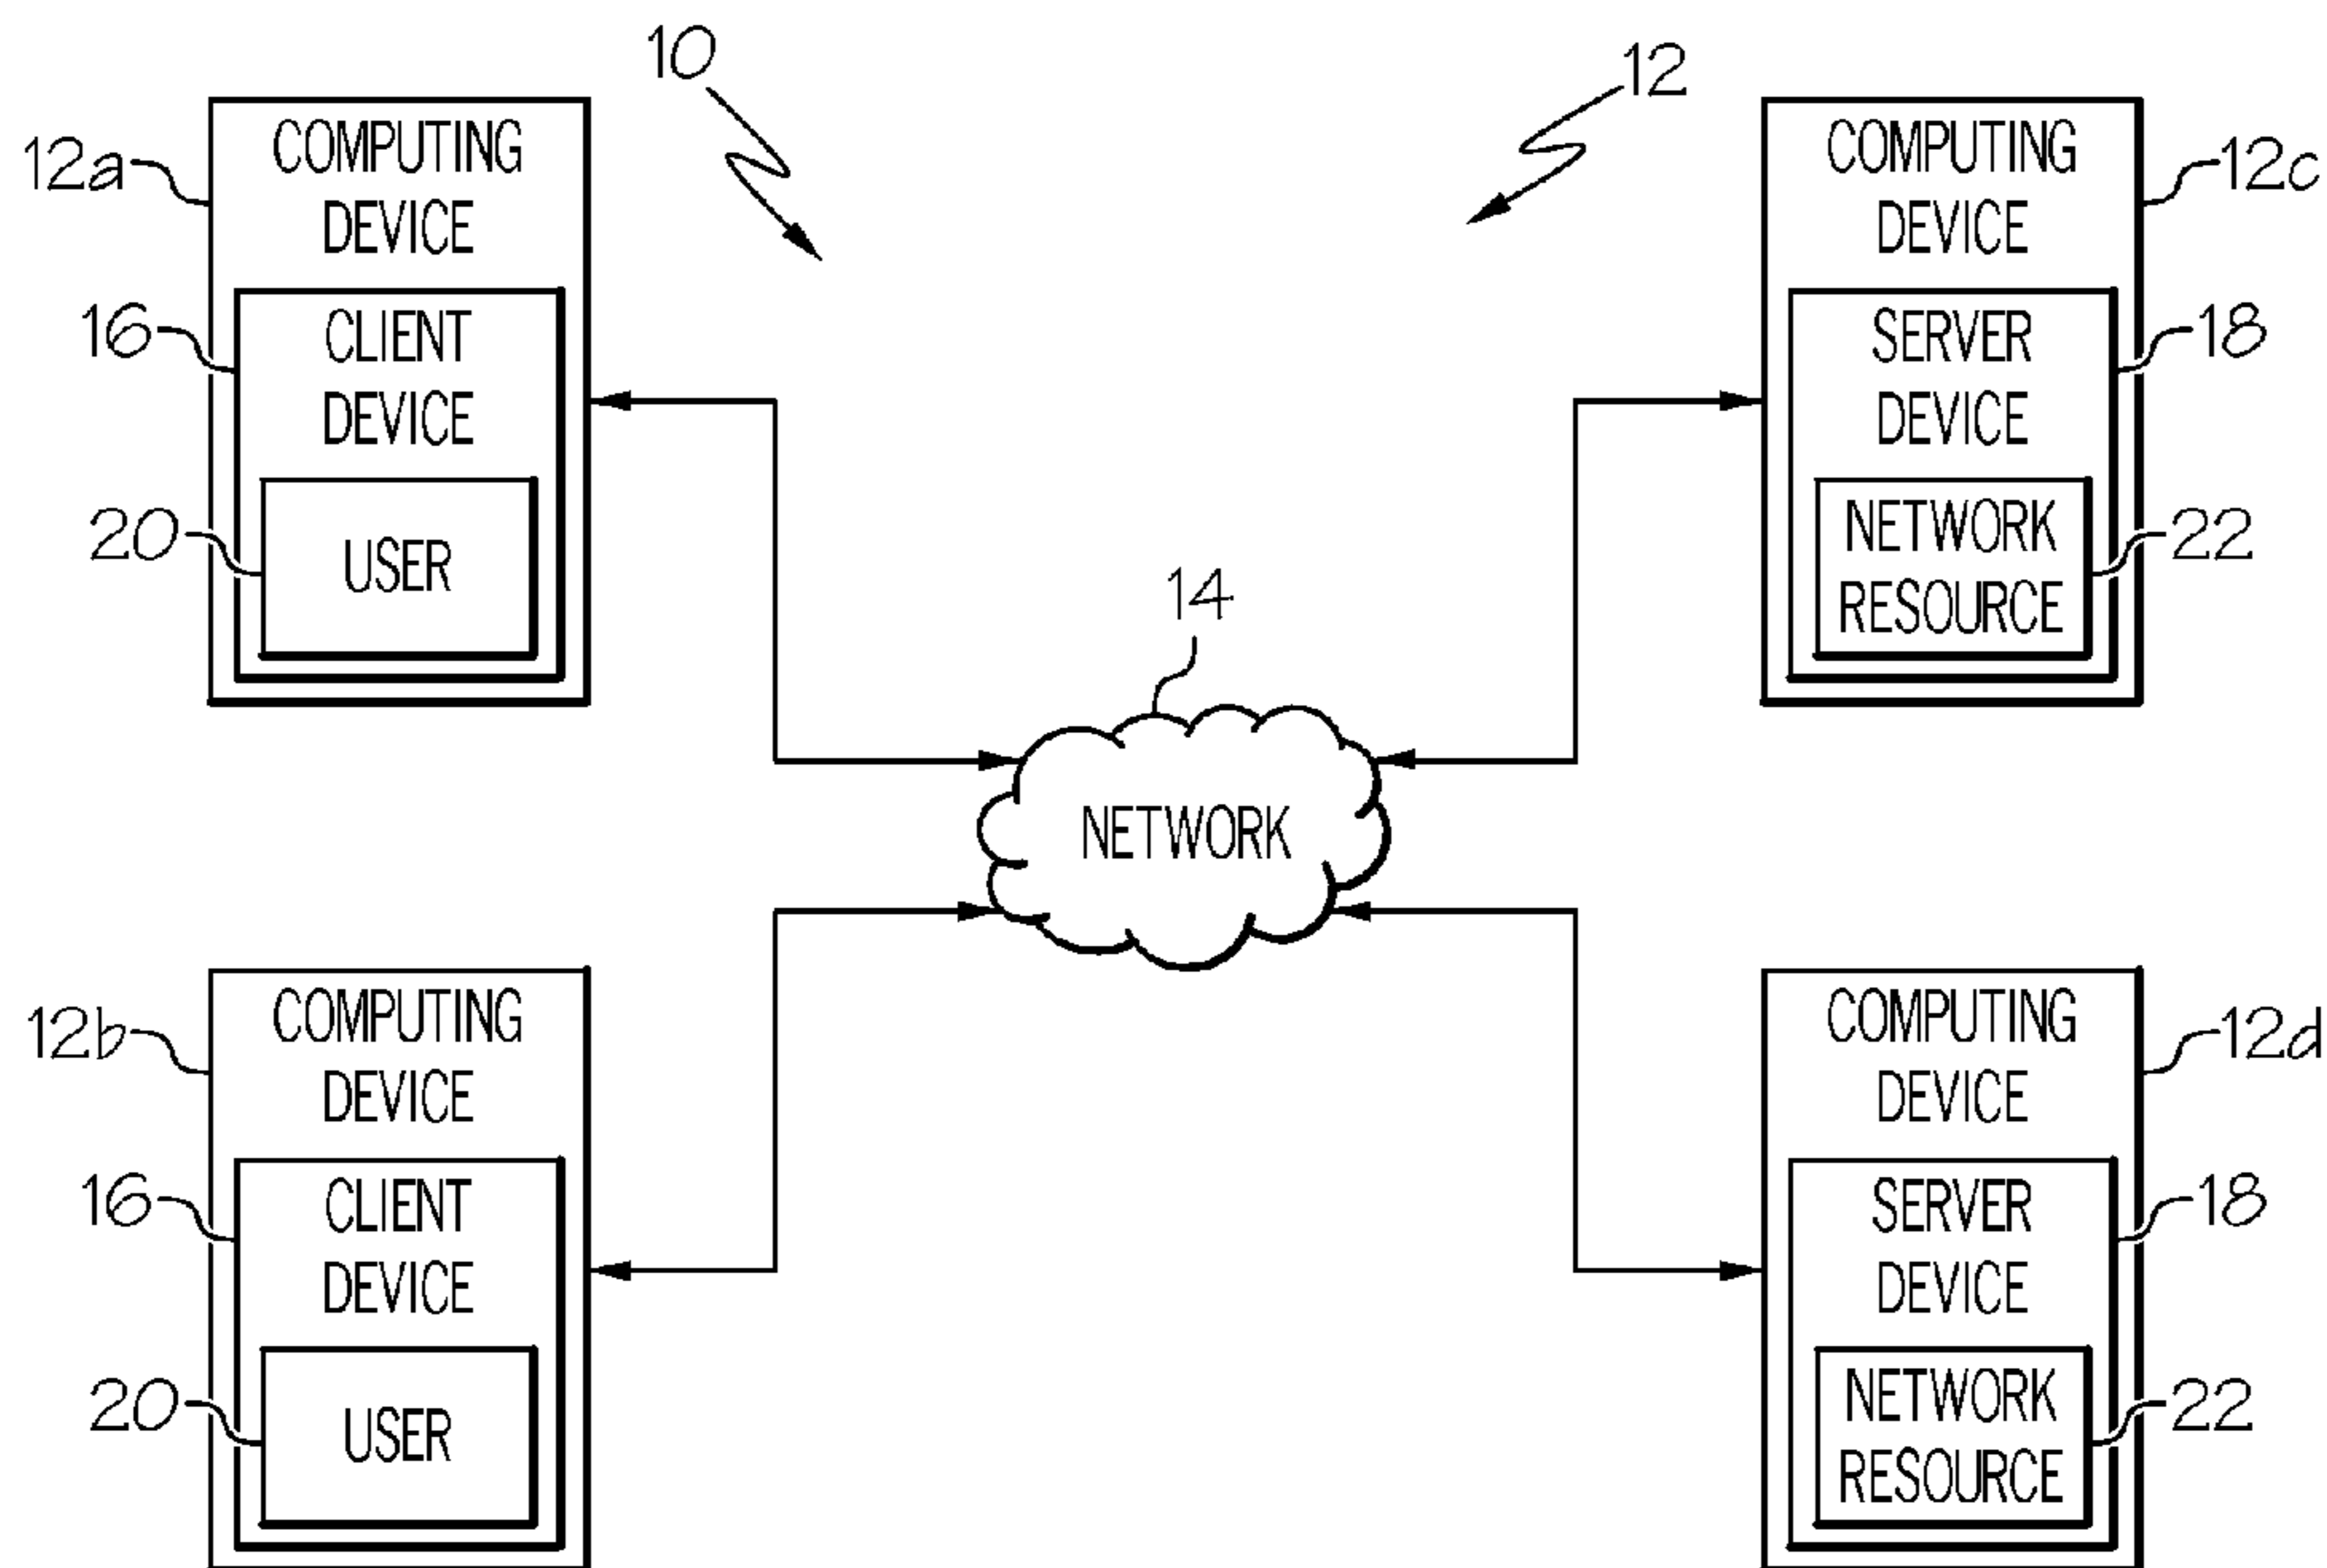 10
12
12a
COMPUTING
DEVICE
16
CLIENT
DEVICE
20
USER
12c
COMPUTING
DEVICE
18
SERVER
DEVICE
22
NETWORK
RESOURCE
14
NETWORK
12b
COMPUTING
DEVICE
16
CLIENT
DEVICE
20
USER
12d
COMPUTING
DEVICE
18
SERVER
DEVICE
22
NETWORK
RESOURCE